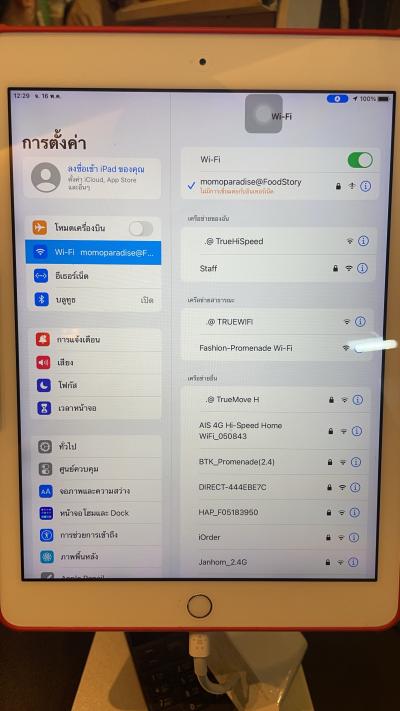 12:29 จ. 16 พ.ค.
100%
การตั้งค่า
ลงชื่อเข้า iPad ของคุณ
ตั้งค่า iCloud, App Store
และอื่นๆ
โหมดเครื่องบิน
Wi-Fi momoparadise@F...
อีเธอร์เน็ต
บลูทูธ เปิด
การแจ้งเตือน
เสียง
โฟกัส
เวลาหน้าจอ
ทั่วไป
ศูนย์ควบคุม
AA จอภาพและความสว่าง
หน้าจอโฮมและ Dock
การช่วยการเข้าถึง
ภาพพื้นหลัง
Apple Pencil
Wi-Fi
Wi-Fi
momoparadise@FoodStory
ไม่มีการเชื่อมต่ออินเทอร์เน็ต
เครือข่ายของฉัน
.@ TrueHiSpeed
Staff
เครือข่ายสาธารณะ
.@ TRUEWIFI
Fashion-Promenade Wi-Fi
เครือข่ายอื่น
.@ TrueMove H
AIS 4G Hi-Speed Home
WiFi_050843
BTK_Promenade(2.4)
DIRECT-444EBE7C
HAP_F05183950
iOrder
Janhom_2.4G